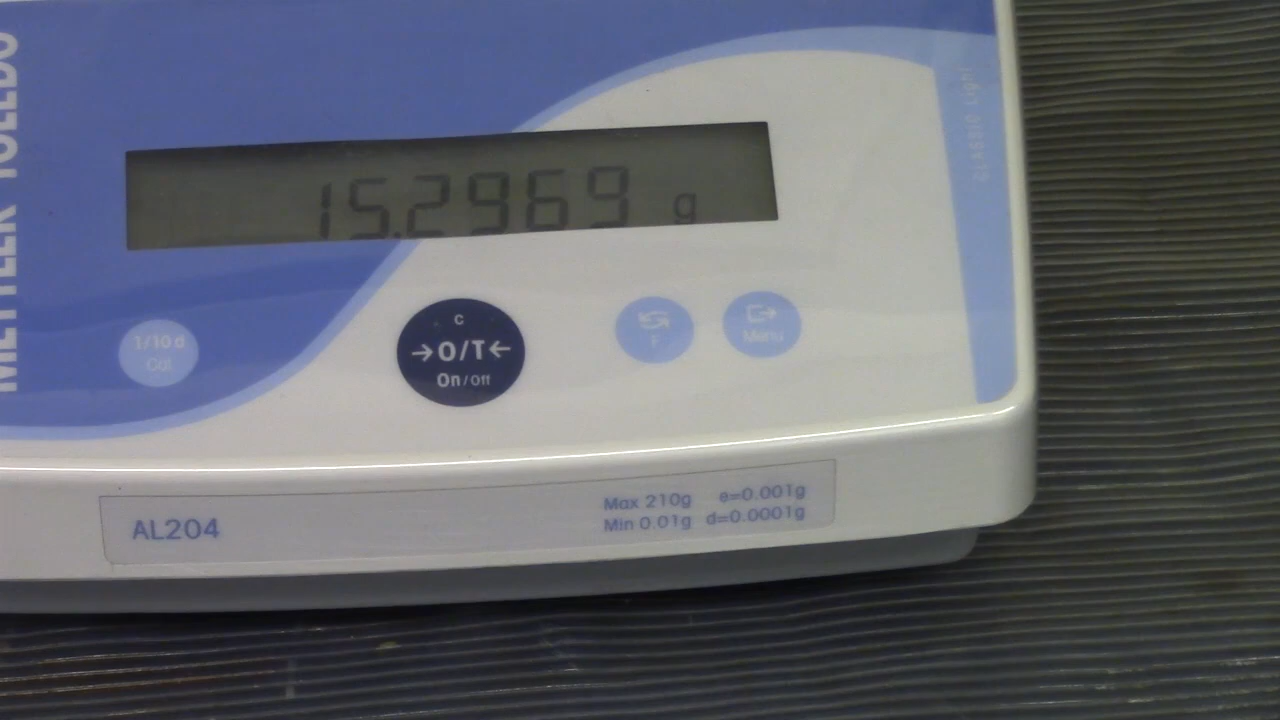 METTLER TOLEDO
CLASSIC Light
15.2969 g
1/10 d
Cal
C
→O/T←
On/Off
F
Menu
AL204
Max 210g e=0.001g
Min 0.01g d=0.0001g